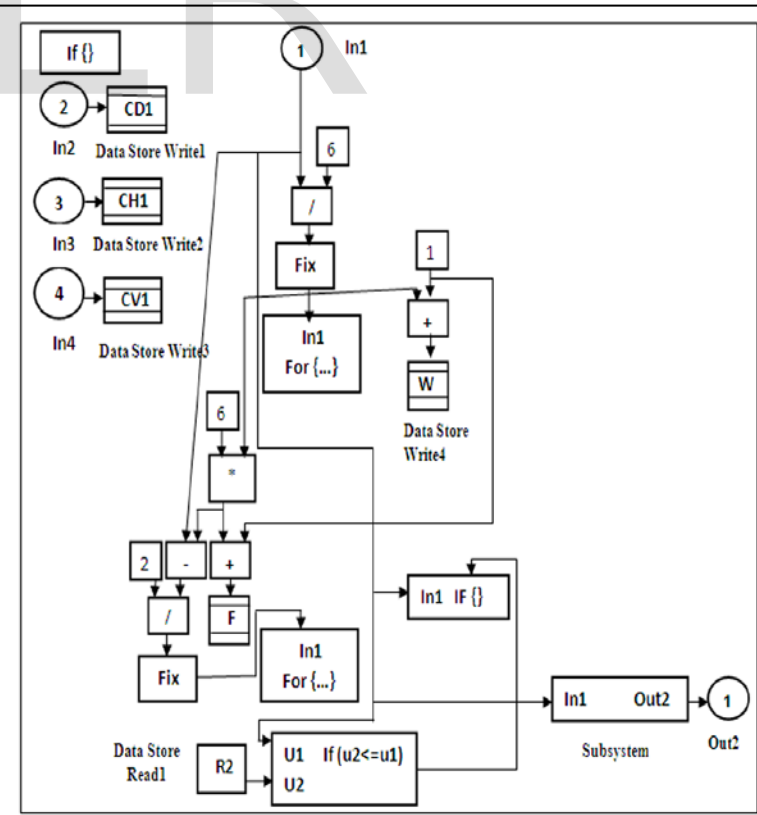 If {}
1
In1
2
CD1
In2
Data Store Write1
6
/
3
CH1
In3
Data Store Write2
Fix
1
4
CV1
In4
Data Store Write3
In1
For {...}
+
W
Data Store
Write4
6
*
2
-
+
/
F
In1 IF {}
Fix
In1
For {...}
In1 Out2
1
Subsystem
Out2
Data Store
Read1
R2
U1 If (u2<=u1)
U2